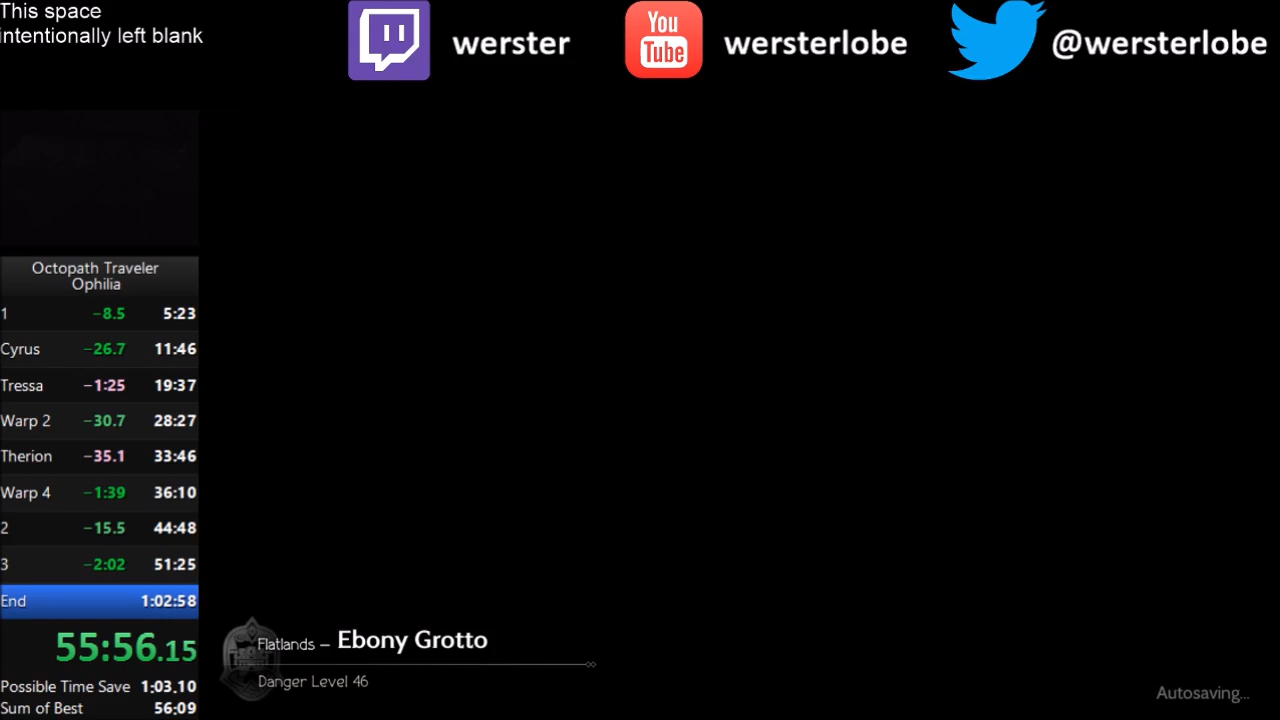 This space
intentionally left blank
werster
You
Tube
wersterlobe
@wersterlobe
Octopath Traveler
Ophilia
1 −8.5 5:23
Cyrus −26.7 11:46
Tressa −1:25 19:37
Warp 2 −30.7 28:27
Therion −35.1 33:46
Warp 4 −1:39 36:10
2 −15.5 44:48
3 −2:02 51:25
End 1:02:58
55:56.15
Possible Time Save 1:03.10
Sum of Best 56:09
Flatlands – Ebony Grotto
Danger Level 46
Autosaving...